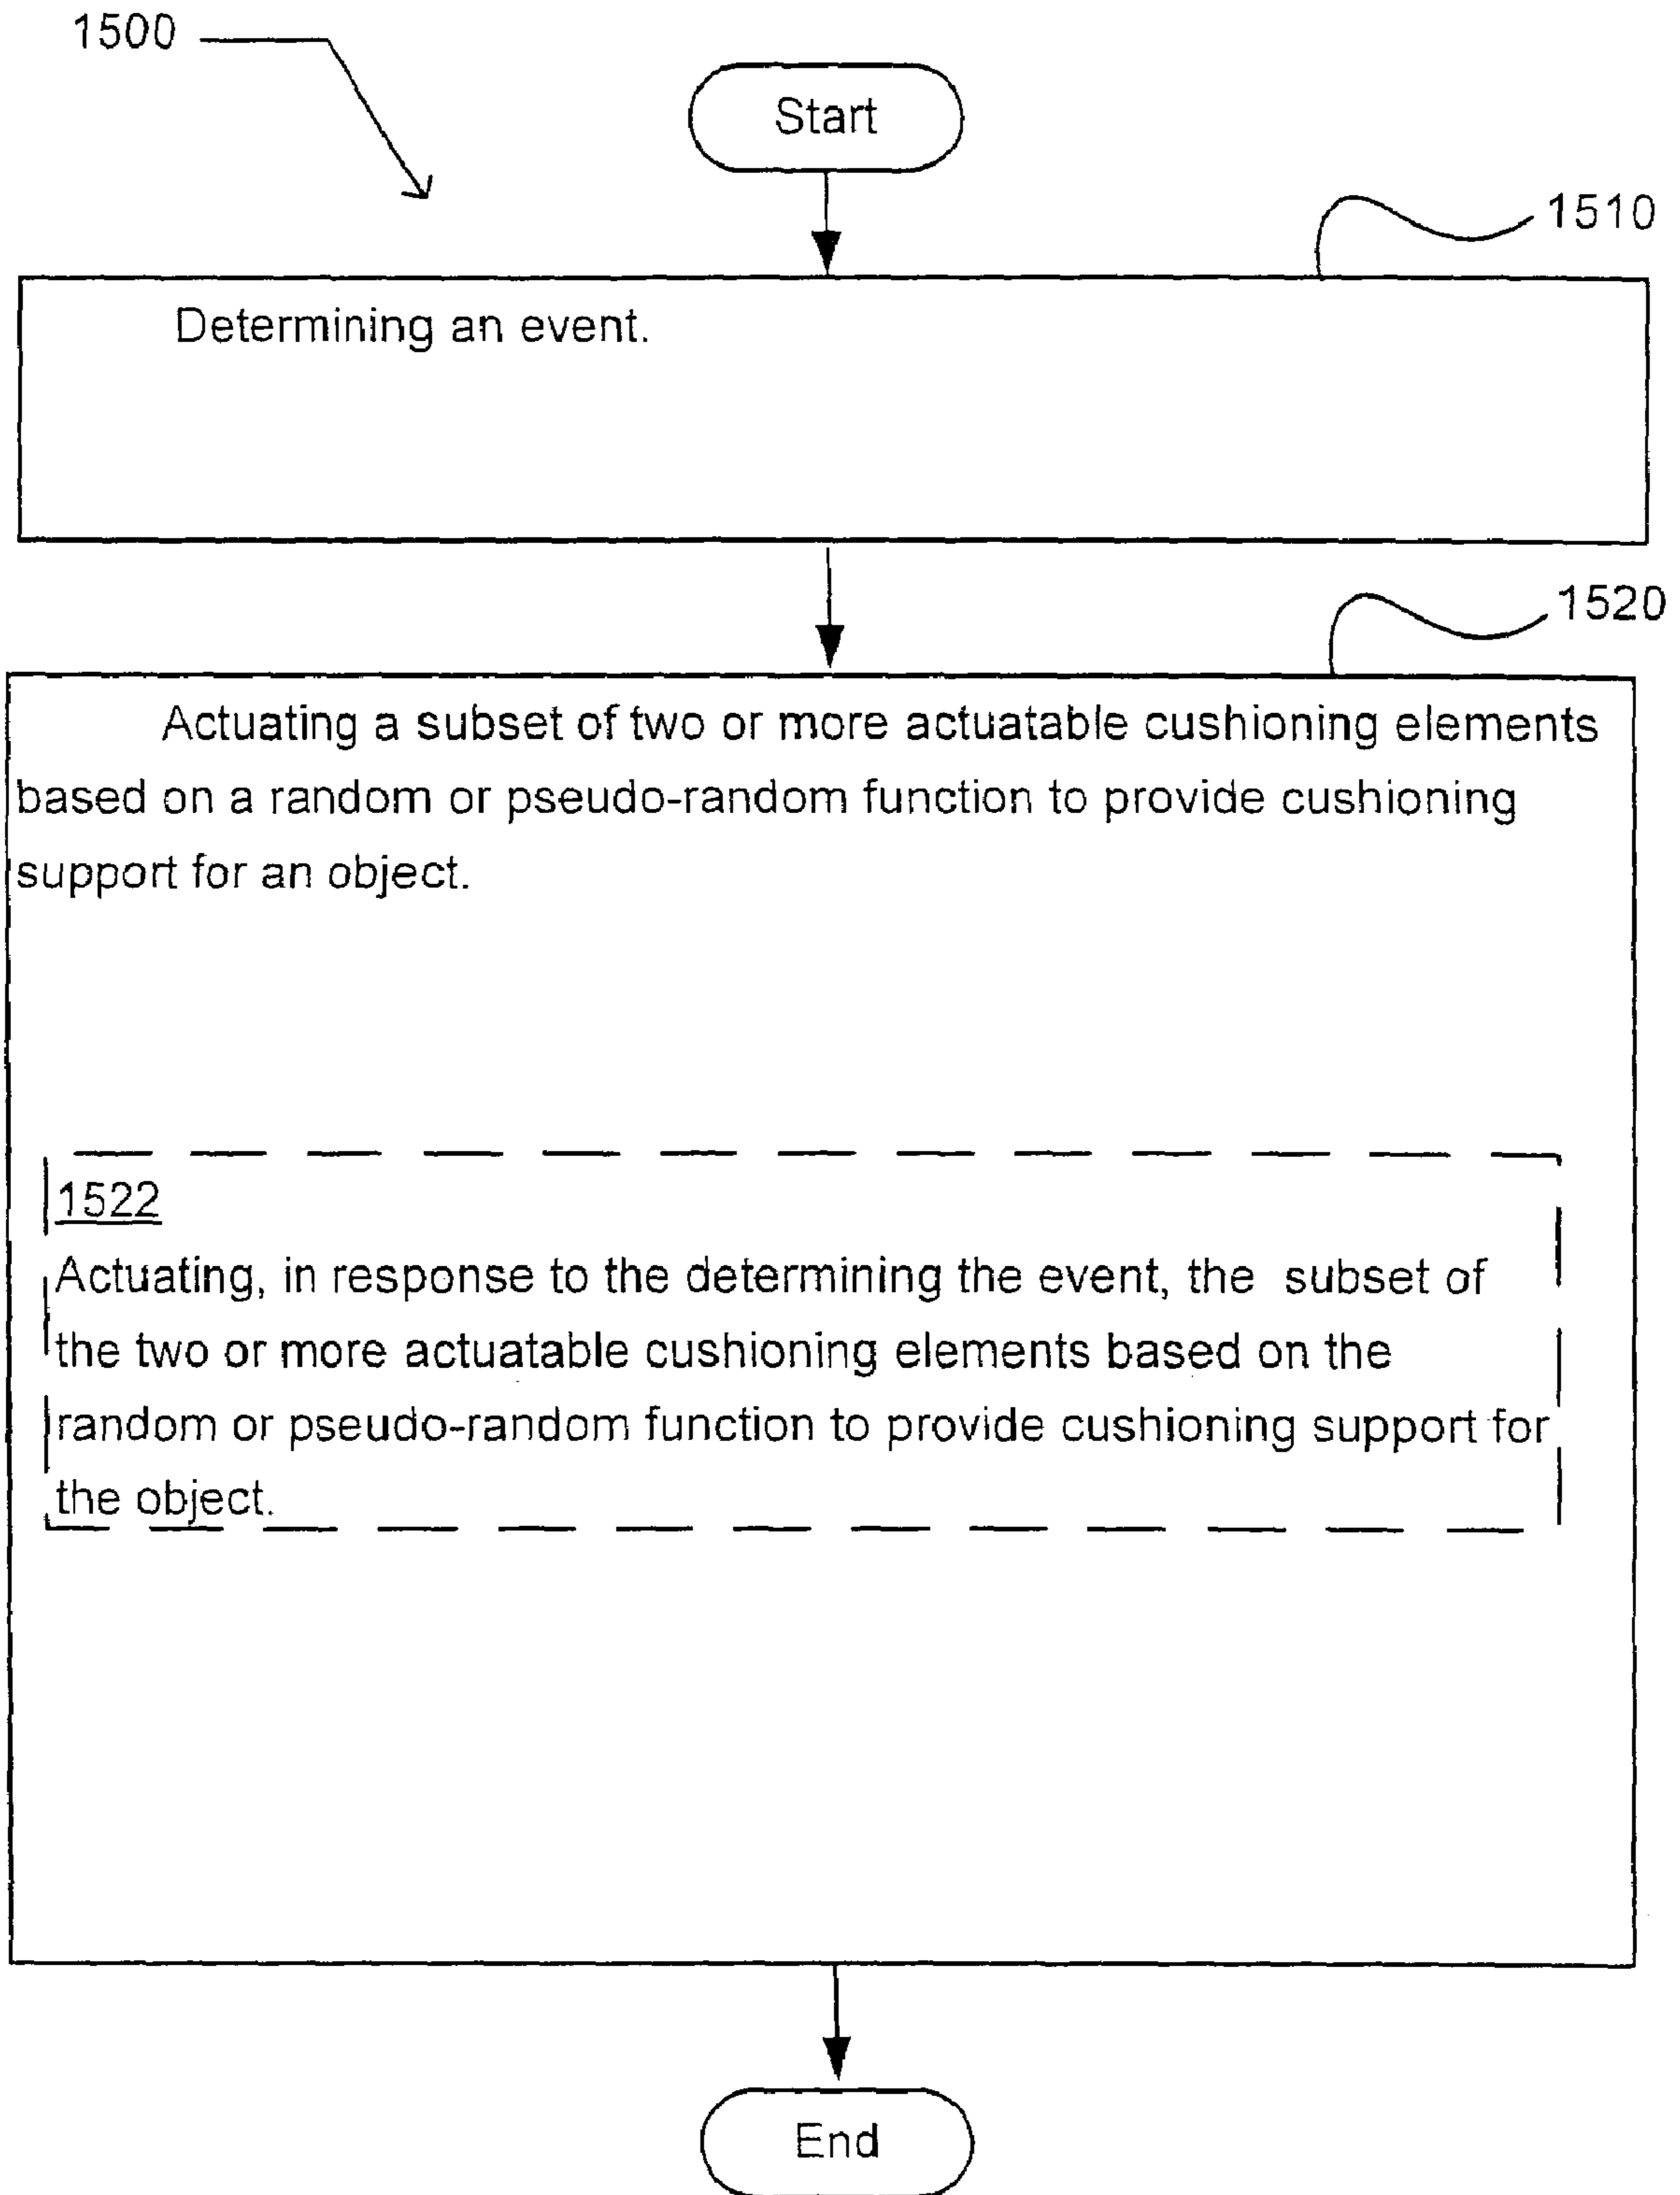 1500
Start
1510
Determining an event.
1520
Actuating a subset of two or more actuatable cushioning elements
based on a random or pseudo-random function to provide cushioning
support for an object.
1522
Actuating, in response to the determining the event, the subset of
the two or more actuatable cushioning elements based on the
random or pseudo-random function to provide cushioning support for
the object.
End